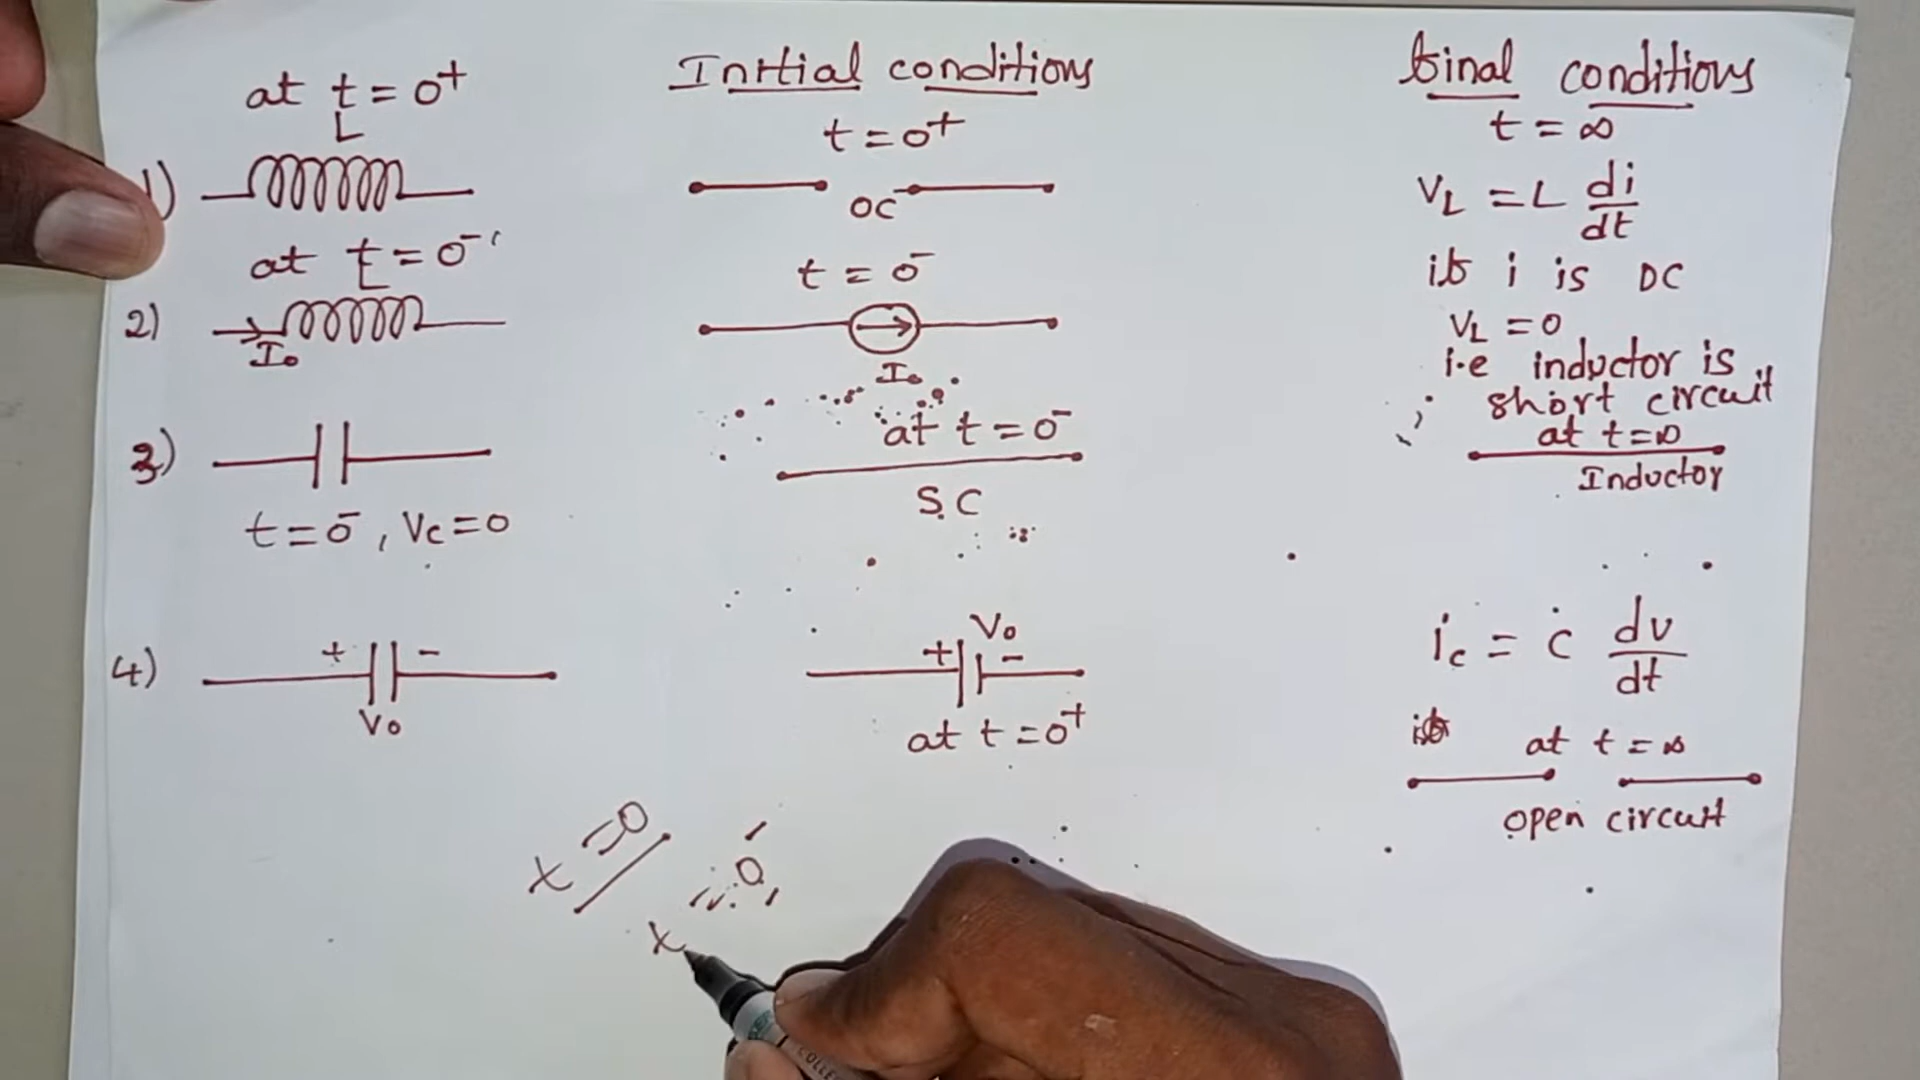 at t = 0+
L
1)
at t = 0-
L
2)
I0
3)
t = 0-, Vc = 0
4)
+ -
V0
Initial conditions
t = 0+
OC
t = 0-
I0
at t = 0-
S.C
V0
+ -
at t = 0+
final conditions
t = ∞
VL = L di/dt
if i is DC
VL = 0
i.e inductor is
short circuit
at t = ∞
Inductor
ic = c dv/dt
at t = ∞
open circuit
t = 0
t = 0-